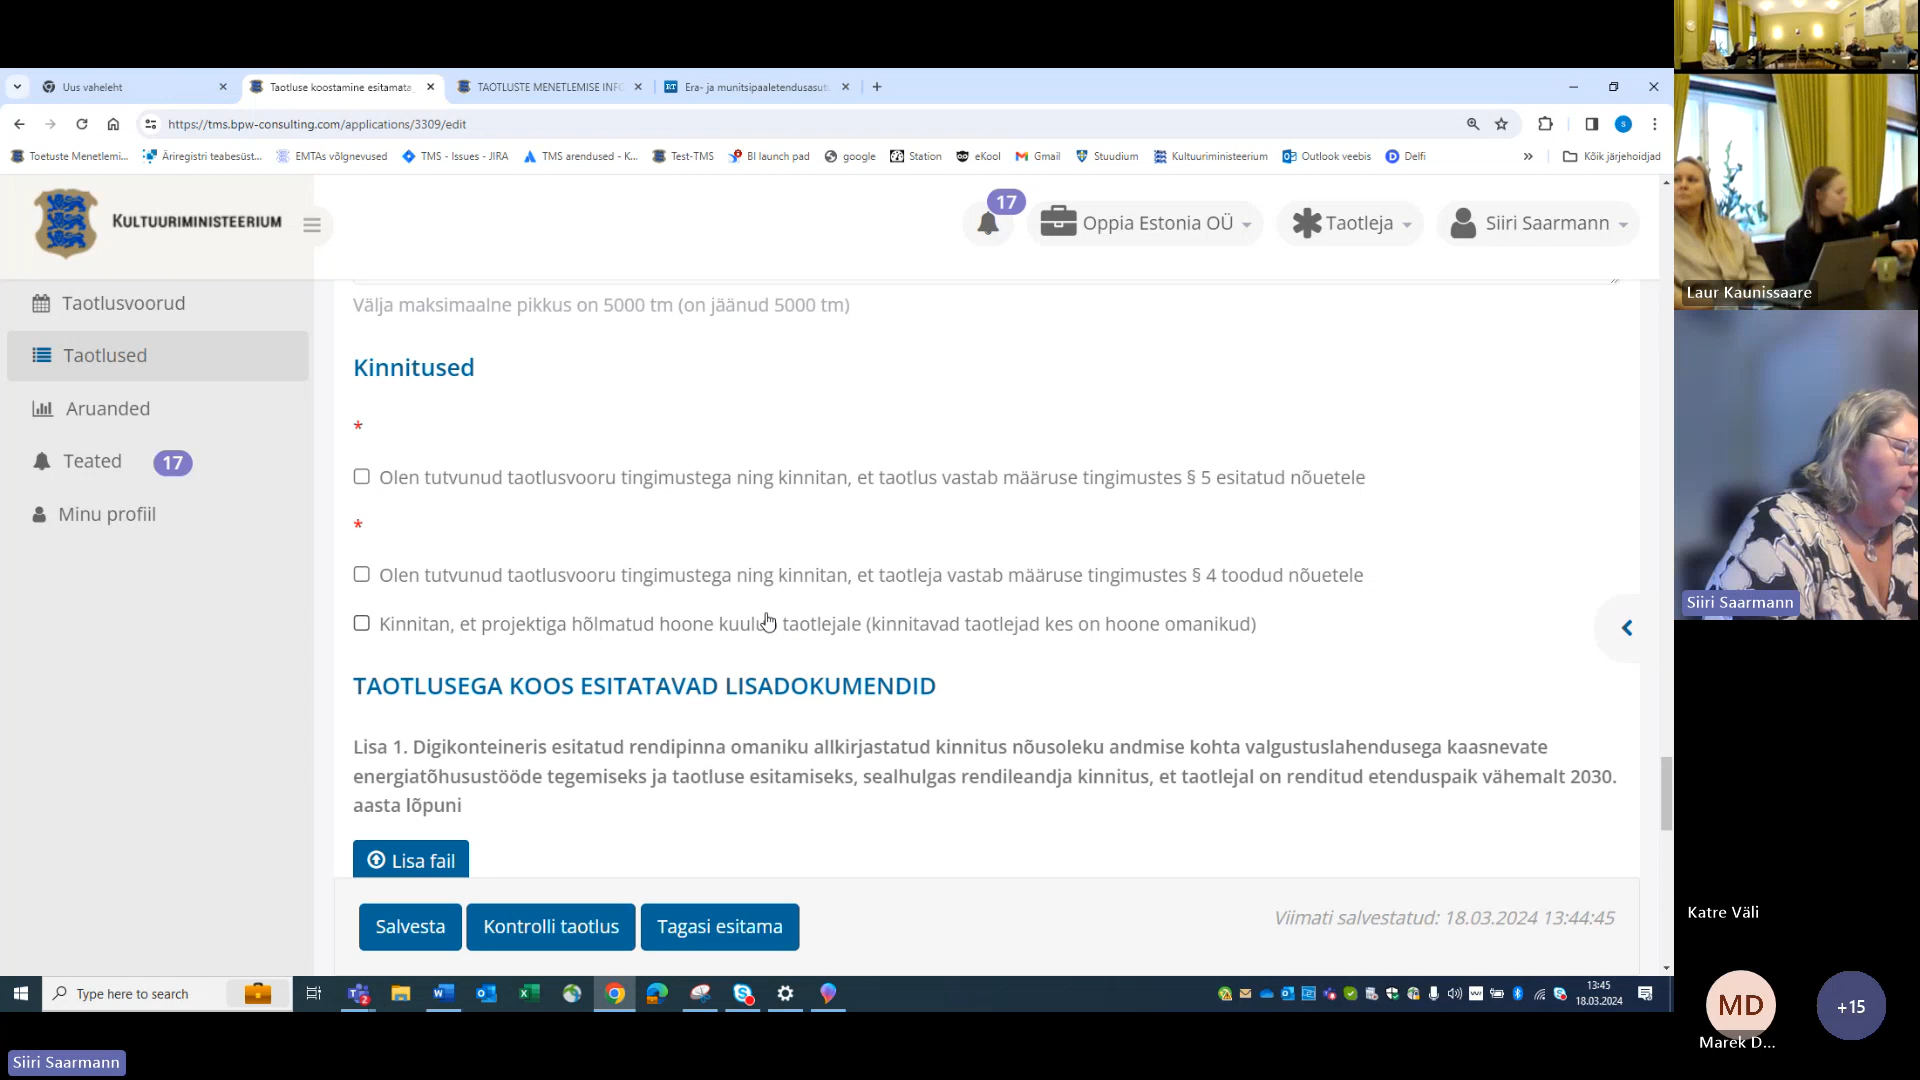 Uus vaheleht
Taotluse koostamine esitamata
TAOTLUSTE MENETLEMISE INFO
Era- ja munitsipaaletendusasutu
https://tms.bpw-consulting.com/applications/3309/edit
Toetuste Menetlemi...
Äriregistri teabesüst...
EMTAs võlgnevused
TMS - Issues - JIRA
TMS arendused - K...
Test-TMS
BI launch pad
google
Station
eKool
Gmail
Stuudium
Kultuuriministeerium
Outlook veebis
Delfi
Kõik järjehoidjad
KULTUURIMINISTEERIUM
17
Oppia Estonia OÜ
Taotleja
Siiri Saarmann
Taotlusvoorud
Taotlused
Aruanded
Teated 17
Minu profiil
Välja maksimaalne pikkus on 5000 tm (on jäänud 5000 tm)
Kinnitused
*
Olen tutvunud taotlusvooru tingimustega ning kinnitan, et taotlus vastab määruse tingimustes § 5 esitatud nõuetele
*
Olen tutvunud taotlusvooru tingimustega ning kinnitan, et taotleja vastab määruse tingimustes § 4 toodud nõuetele
Kinnitan, et projektiga hõlmatud hoone kuulub taotlejale (kinnitavad taotlejad kes on hoone omanikud)
TAOTLUSEGA KOOS ESITATAVAD LISADOKUMENDID
Lisa 1. Digikonteineris esitatud rendipinna omaniku allkirjastatud kinnitus nõusoleku andmise kohta valgustuslahendusega kaasnevate
energiatõhusustööde tegemiseks ja taotluse esitamiseks, sealhulgas rendileandja kinnitus, et taotlejal on renditud etenduspaik vähemalt 2030.
aasta lõpuni
Lisa fail
Salvesta
Kontrolli taotlus
Tagasi esitama
Viimati salvestatud: 18.03.2024 13:44:45
Type here to search
13:45
18.03.2024
Laur Kaunissaare
Siiri Saarmann
Katre Väli
MD
Marek D...
+15
Siiri Saarmann